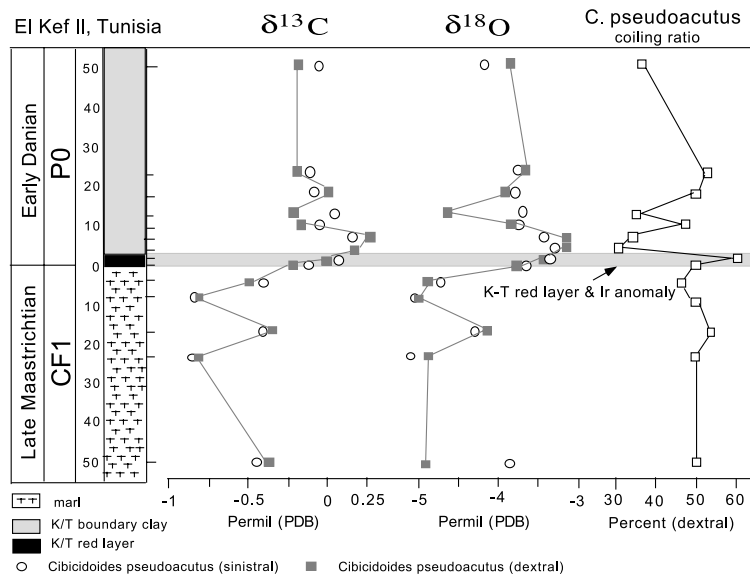 El Kef II, Tunisia
δ13C
δ18O
C. pseudoacutus
coiling ratio
Early Danian
P0
Late Maastrichtian
CF1
50
40
30
20
10
0
10
20
30
40
50
K-T red layer & Ir anomaly
-1 -0.5 0 0.25
Permil (PDB)
-5 -4 -3
Permil (PDB)
30 40 50 60
Percent (dextral)
marl
K/T boundary clay
K/T red layer
Cibicidoides pseudoacutus (sinistral)
Cibicidoides pseudoacutus (dextral)